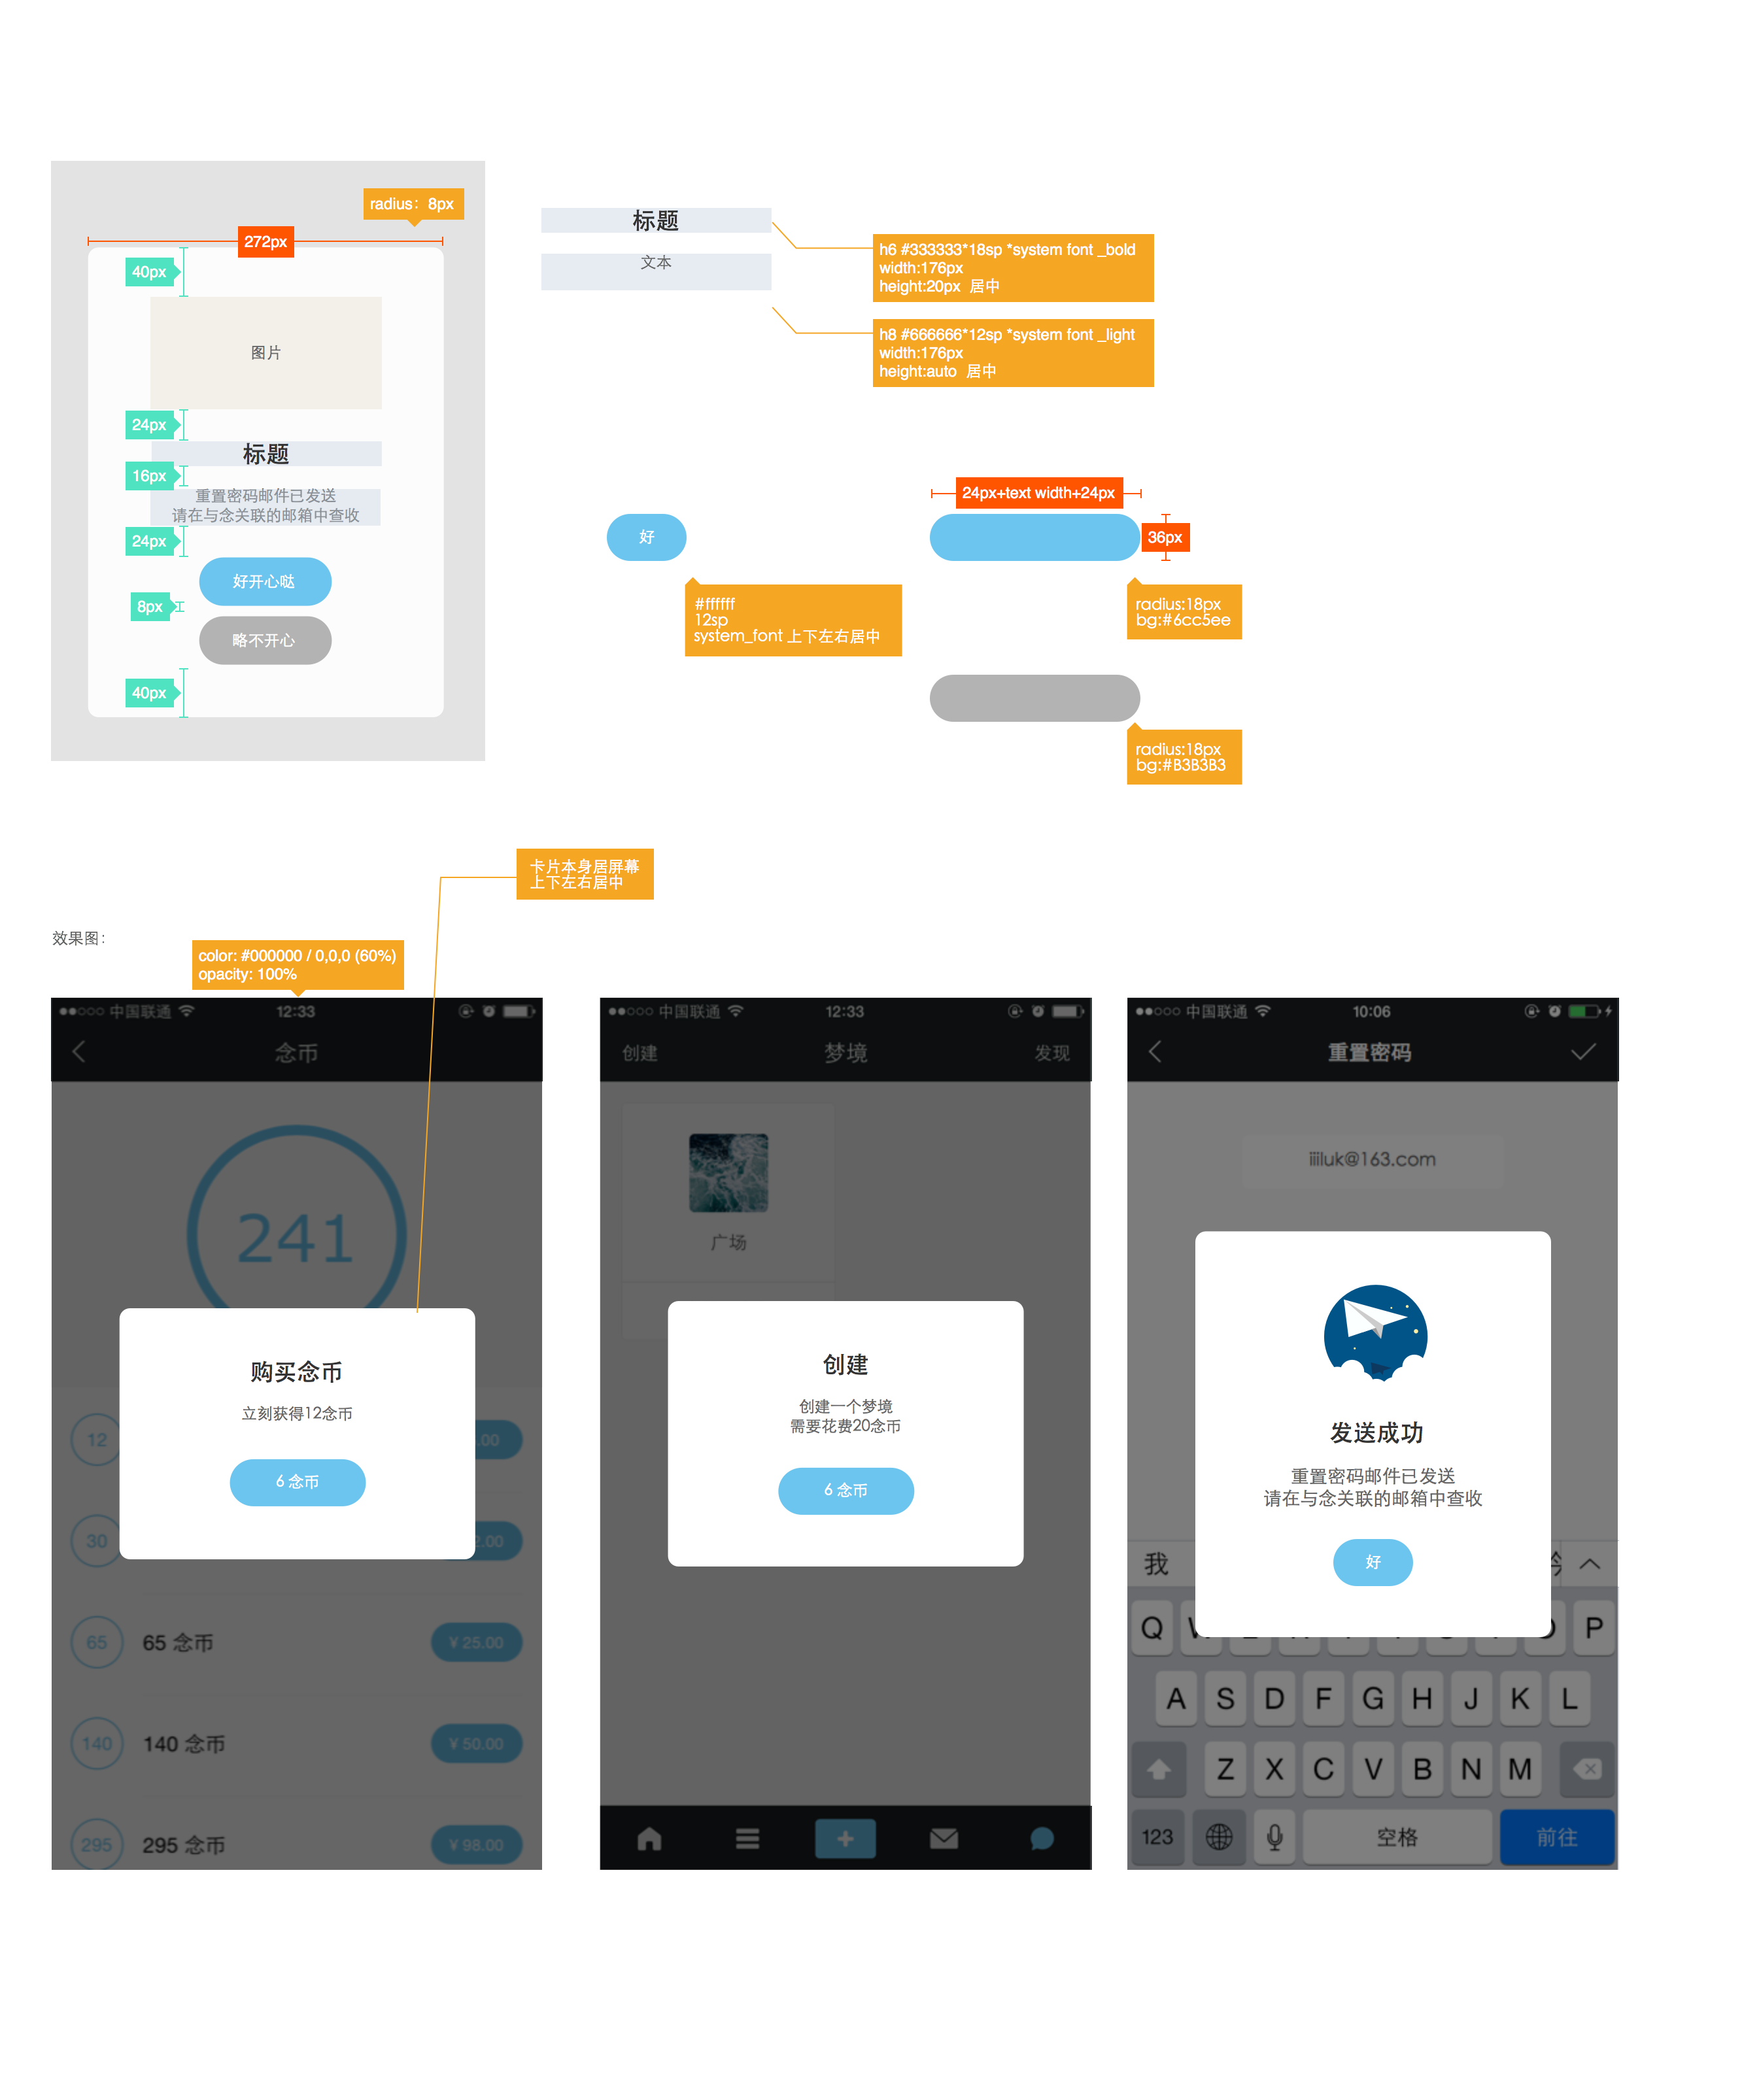 radius：8px
272px
40px
图片
24px
标题
16px
重置密码邮件已发送
请在与念关联的邮箱中查收
24px
好开心哒
8px
略不开心
40px
标题
文本
h6 #333333*18sp *system font _bold
width:176px
height:20px 居中
h8 #666666*12sp *system font _light
width:176px
height:auto 居中
24px+text width+24px
好
36px
#ffffff
12sp
system_font 上下左右居中
radius:18px
bg:#6cc5ee
radius:18px
bg:#B3B3B3
卡片本身居屏幕
上下左右居中
效果图：
color: #000000 / 0,0,0 (60%)
opacity: 100%
中国联通 12:33
念币
241
购买念币
立刻获得12念币
6 念币
12
.00
30
2.00
65 65 念币 ¥ 25.00
140 140 念币 ¥ 50.00
295 295 念币 ¥ 98.00
中国联通 12:33
创建 梦境 发现
广场
创建
创建一个梦境
需要花费20念币
6 念币
中国联通 10:06
重置密码
iiiluk@163.com
发送成功
重置密码邮件已发送
请在与念关联的邮箱中查收
好
我
Q W P
A S D F G H J K L
Z X C V B N M
123 空格 前往